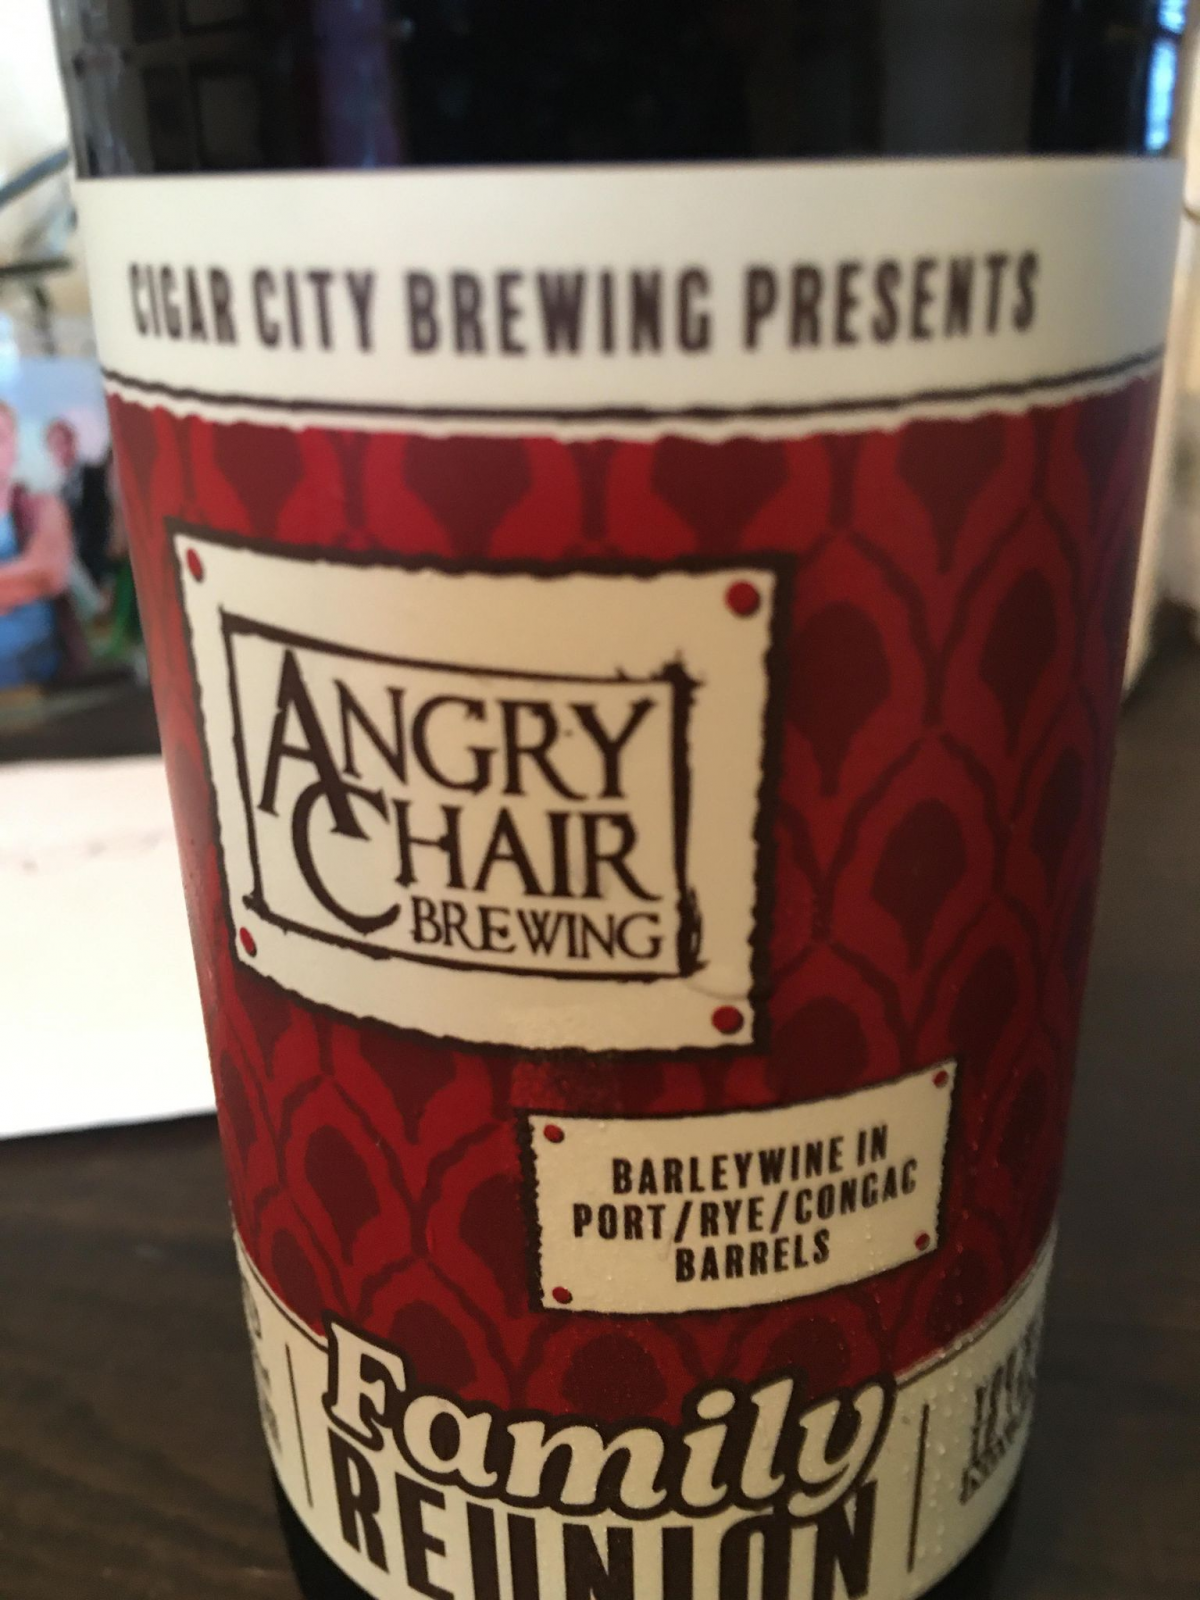 CIGAR CITY BREWING PRESENTS
ANGRY
CHAIR
BREWING
BARLEYWINE IN
PORT/RYE/CONGAC
BARRELS
Family
REUNION